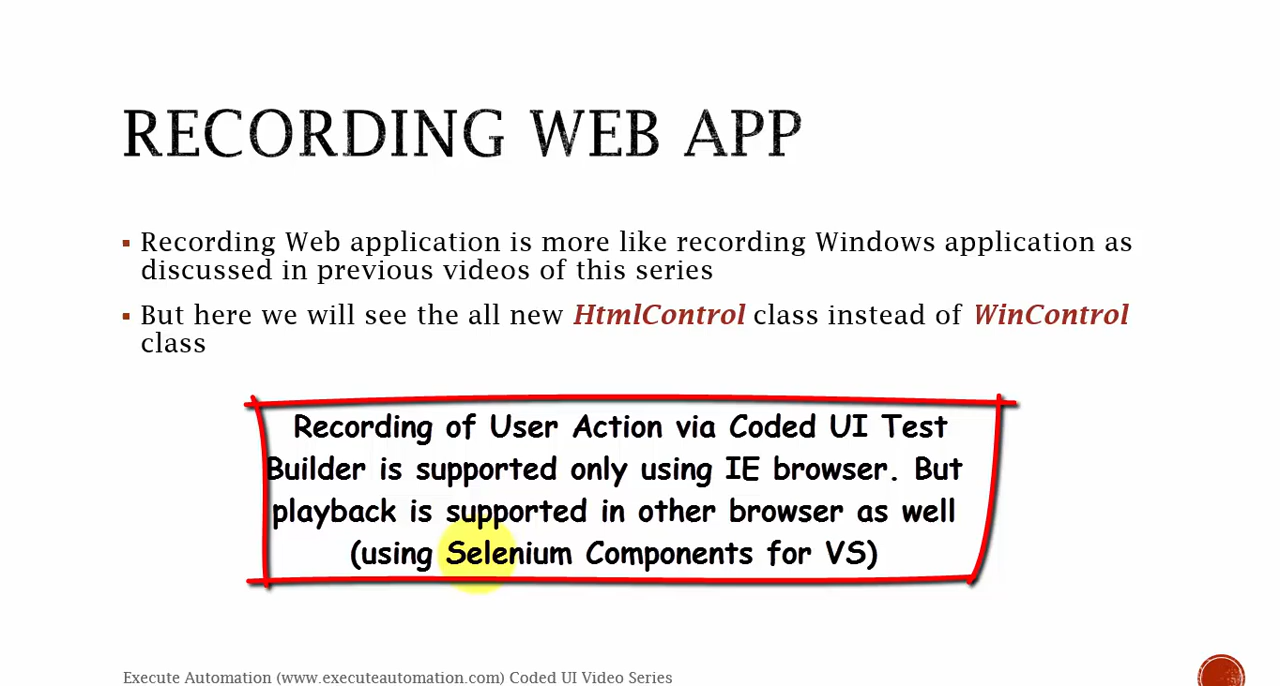 RECORDING WEB APP
▪ Recording Web application is more like recording Windows application as
discussed in previous videos of this series
▪ But here we will see the all new HtmlControl class instead of WinControl
class
Recording of User Action via Coded UI Test
Builder is supported only using IE browser. But
playback is supported in other browser as well
(using Selenium Components for VS)
Execute Automation (www.executeautomation.com) Coded UI Video Series